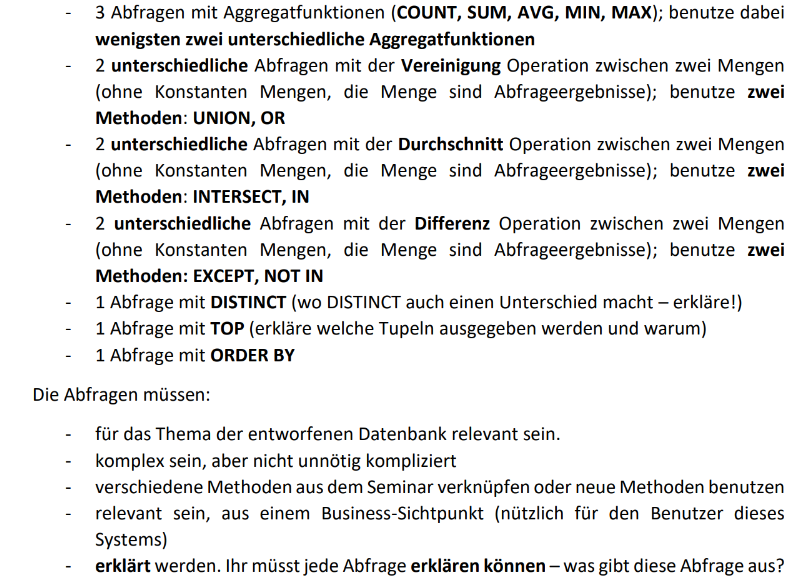 - 3 Abfragen mit Aggregatfunktionen (COUNT, SUM, AVG, MIN, MAX); benutze dabei
wenigsten zwei unterschiedliche Aggregatfunktionen
- 2 unterschiedliche Abfragen mit der Vereinigung Operation zwischen zwei Mengen
(ohne Konstanten Mengen, die Menge sind Abfrageergebnisse); benutze zwei
Methoden: UNION, OR
- 2 unterschiedliche Abfragen mit der Durchschnitt Operation zwischen zwei Mengen
(ohne Konstanten Mengen, die Menge sind Abfrageergebnisse); benutze zwei
Methoden: INTERSECT, IN
- 2 unterschiedliche Abfragen mit der Differenz Operation zwischen zwei Mengen
(ohne Konstanten Mengen, die Menge sind Abfrageergebnisse); benutze zwei
Methoden: EXCEPT, NOT IN
- 1 Abfrage mit DISTINCT (wo DISTINCT auch einen Unterschied macht – erkläre!)
- 1 Abfrage mit TOP (erkläre welche Tupeln ausgegeben werden und warum)
- 1 Abfrage mit ORDER BY
Die Abfragen müssen:
- für das Thema der entworfenen Datenbank relevant sein.
- komplex sein, aber nicht unnötig kompliziert
- verschiedene Methoden aus dem Seminar verknüpfen oder neue Methoden benutzen
- relevant sein, aus einem Business-Sichtpunkt (nützlich für den Benutzer dieses
Systems)
- erklärt werden. Ihr müsst jede Abfrage erklären können – was gibt diese Abfrage aus?